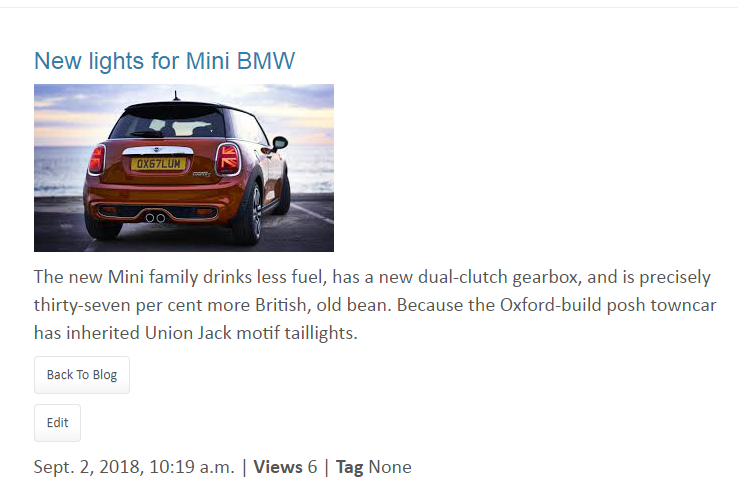 New lights for Mini BMW
OX67LUM
The new Mini family drinks less fuel, has a new dual-clutch gearbox, and is precisely
thirty-seven per cent more British, old bean. Because the Oxford-build posh towncar
has inherited Union Jack motif taillights.
Back To Blog
Edit
Sept. 2, 2018, 10:19 a.m. | Views 6 | Tag None